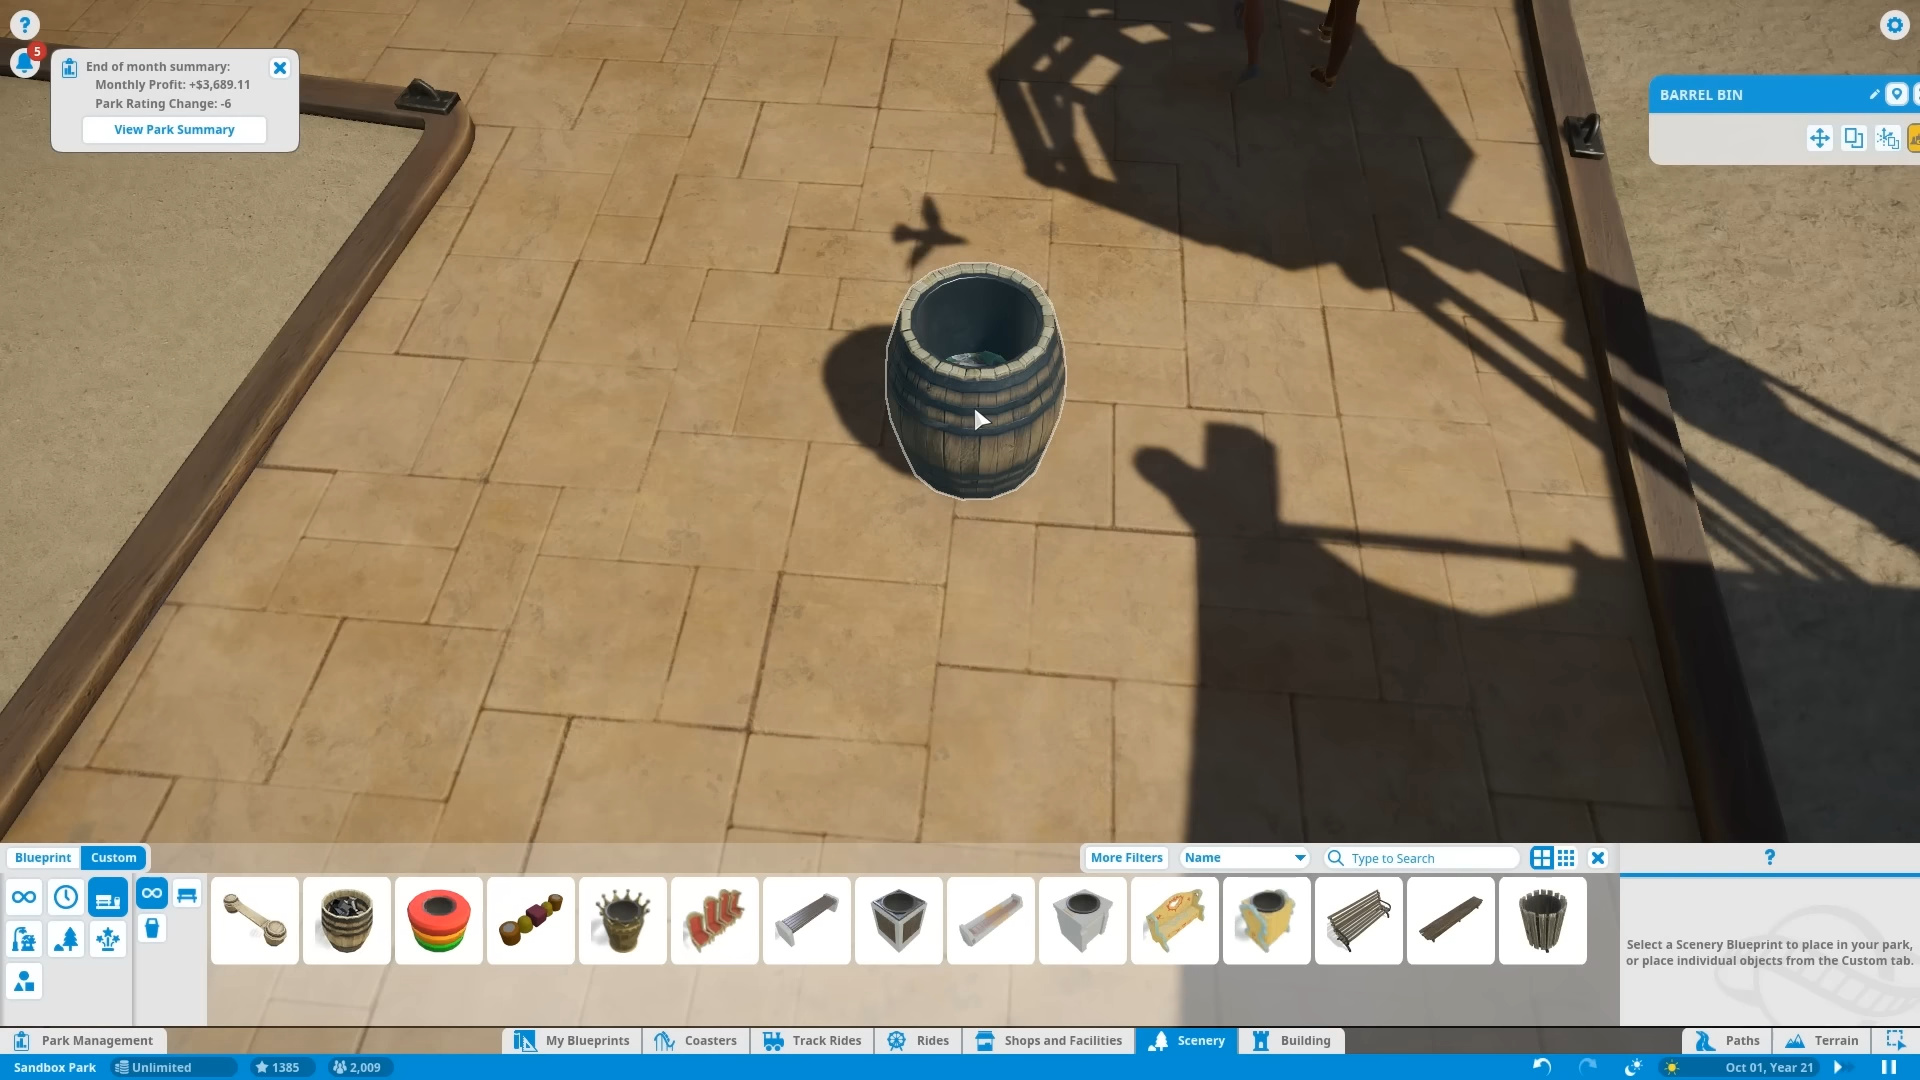 ?
5
End of month summary:
Monthly Profit: +$3,689.11
Park Rating Change: -6
View Park Summary
BARREL BIN
Blueprint
Custom
More Filters
Name
Type to Search
?
Select a Scenery Blueprint to place in your park,
or place individual objects from the Custom tab.
Park Management
My Blueprints
Coasters
Track Rides
Rides
Shops and Facilities
Scenery
Building
Paths
Terrain
Sandbox Park
Unlimited
1385
2,009
Oct 01, Year 21